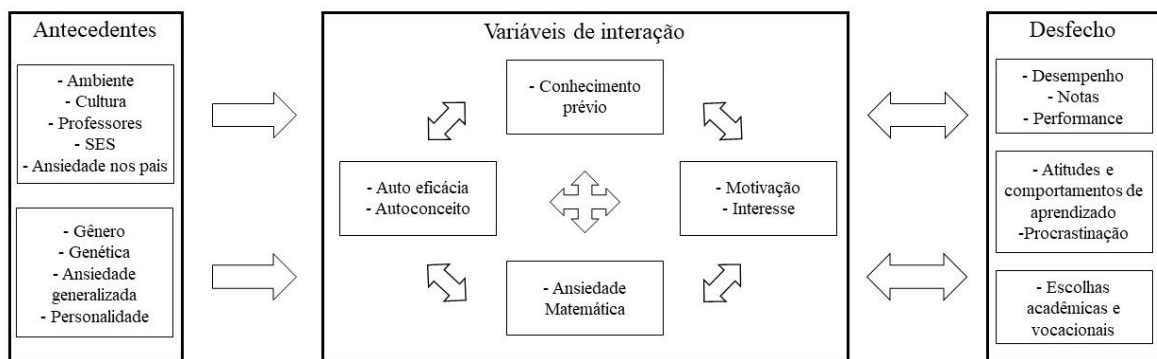 Antecedentes
- Ambiente
- Cultura
- Professores
- SES
- Ansiedade nos pais
- Gênero
- Genética
- Ansiedade
generalizada
- Personalidade
Variáveis de interação
- Conhecimento
prévio
- Auto eficácia
- Autoconceito
- Motivação
- Interesse
- Ansiedade
Matemática
Desfecho
- Desempenho
- Notas
- Performance
- Atitudes e
comportamentos de
aprendizado
-Procrastinação
- Escolhas
acadêmicas e
vocacionais